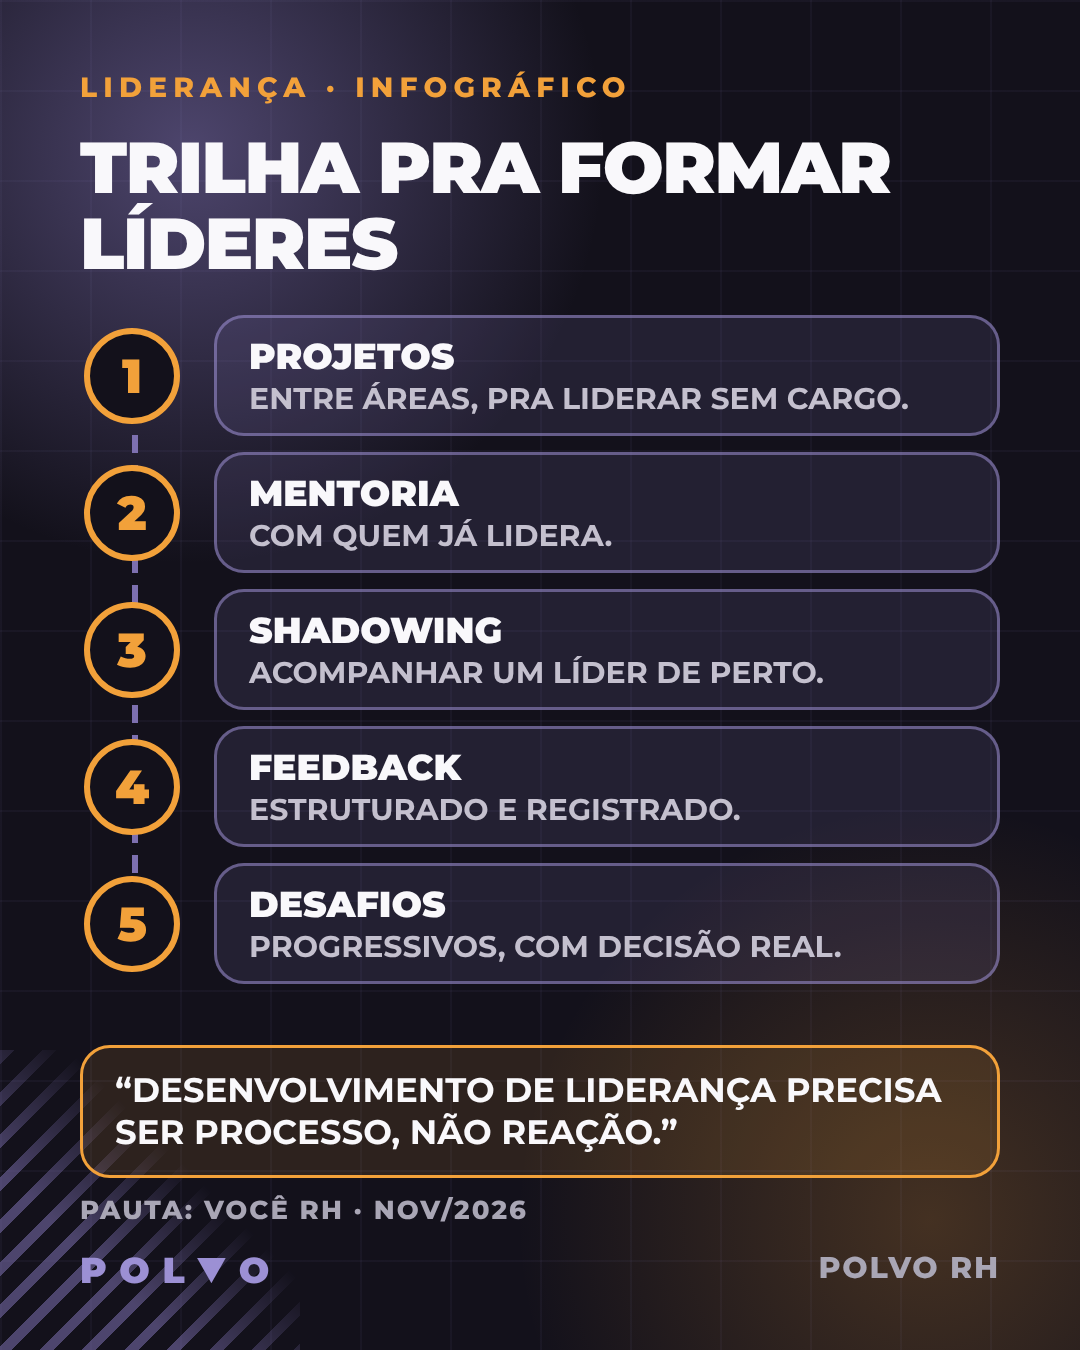 LIDERANÇA · INFOGRÁFICO
TRILHA PRA FORMAR
LÍDERES
1
PROJETOS
ENTRE ÁREAS, PRA LIDERAR SEM CARGO.
2
MENTORIA
COM QUEM JÁ LIDERA.
3
SHADOWING
ACOMPANHAR UM LÍDER DE PERTO.
4
FEEDBACK
ESTRUTURADO E REGISTRADO.
5
DESAFIOS
PROGRESSIVOS, COM DECISÃO REAL.
“DESENVOLVIMENTO DE LIDERANÇA PRECISA
SER PROCESSO, NÃO REAÇÃO.”
PAUTA: VOCÊ RH · NOV/2026
POL▼O
POLVO RH